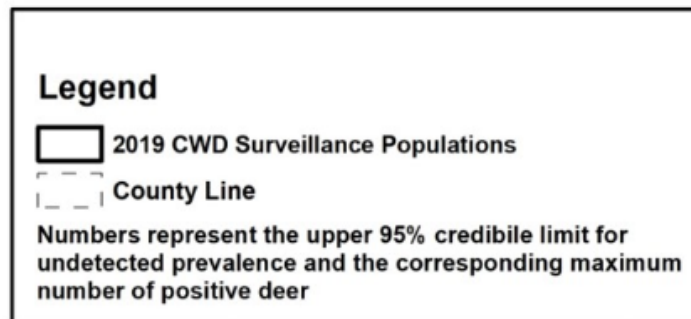 Legend
2019 CWD Surveillance Populations
County Line
Numbers represent the upper 95% credibile limit for
undetected prevalence and the corresponding maximum
number of positive deer